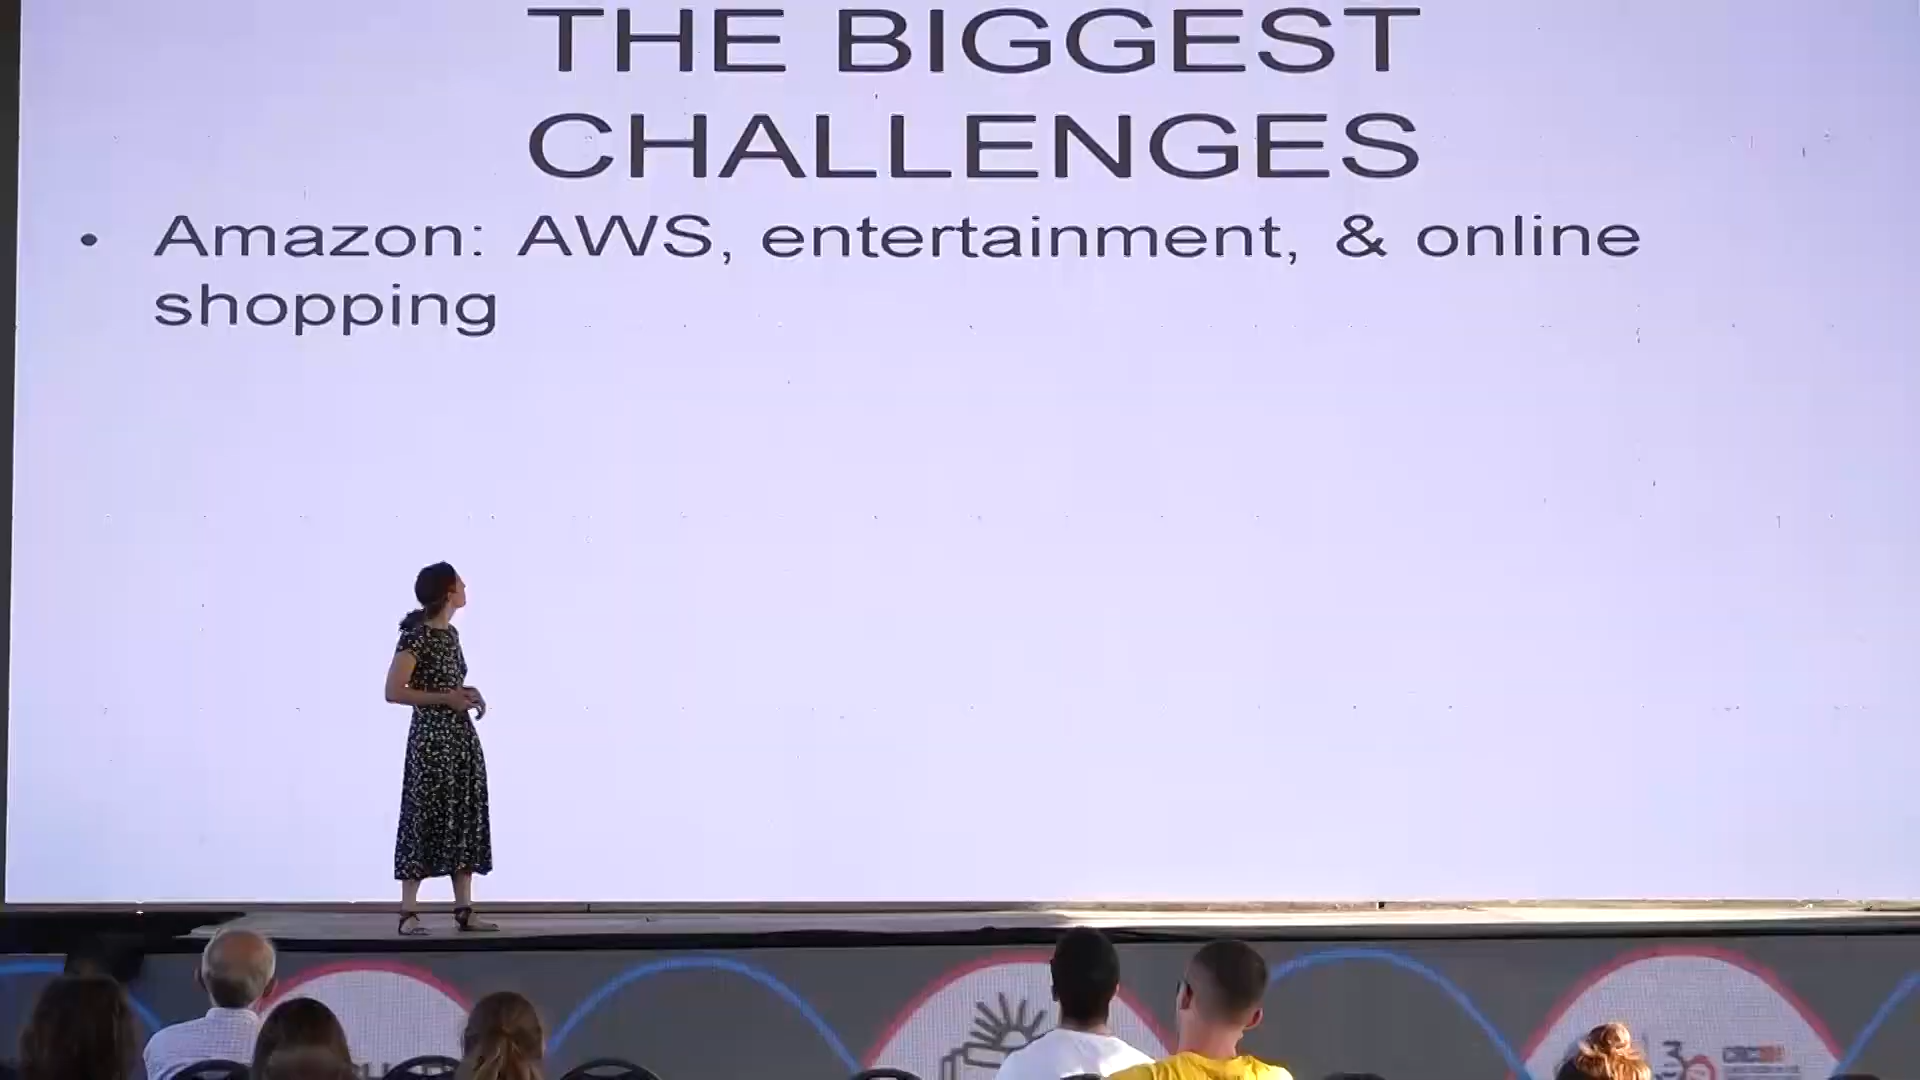 THE BIGGEST
CHALLENGES
• Amazon: AWS, entertainment, & online
shopping